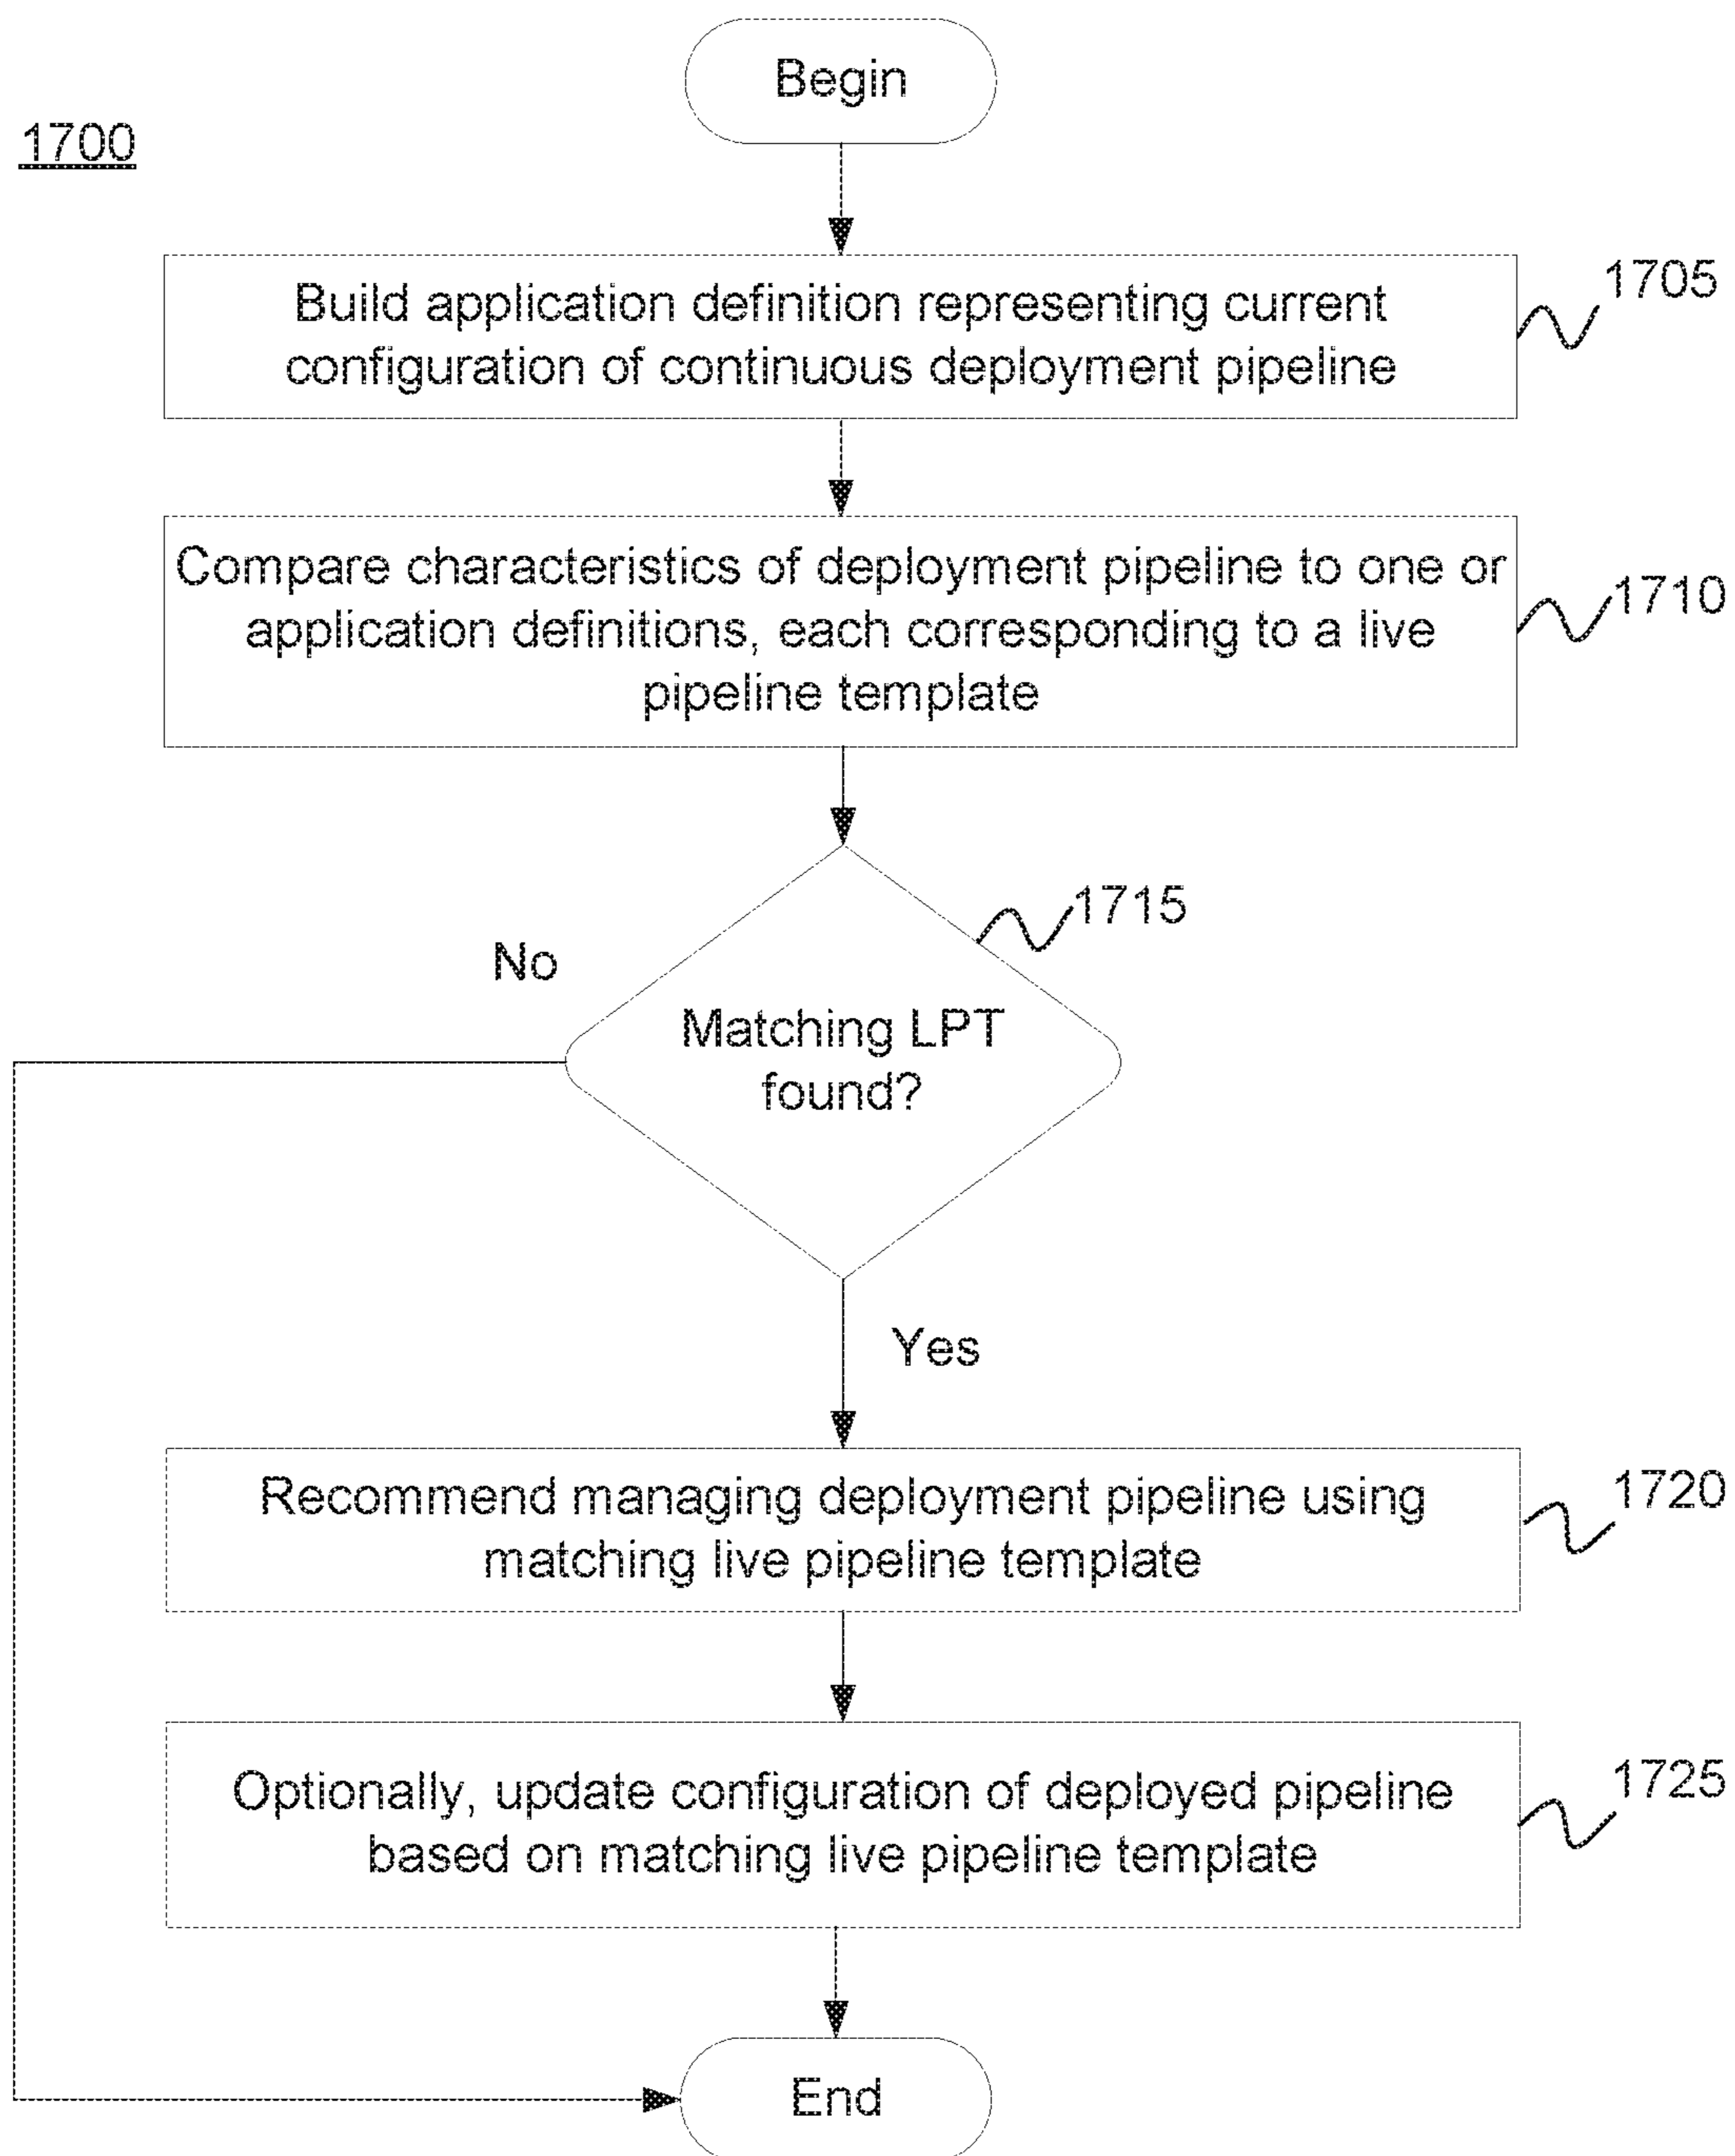 Begin
1700
Build application definition representing current
configuration of continuous deployment pipeline
1705
Compare characteristics of deployment pipeline to one or
application definitions, each corresponding to a live
pipeline template
1710
1715
No
Matching LPT
found?
Yes
Recommend managing deployment pipeline using
matching live pipeline template
1720
Optionally, update configuration of deployed pipeline
based on matching live pipeline template
1725
End